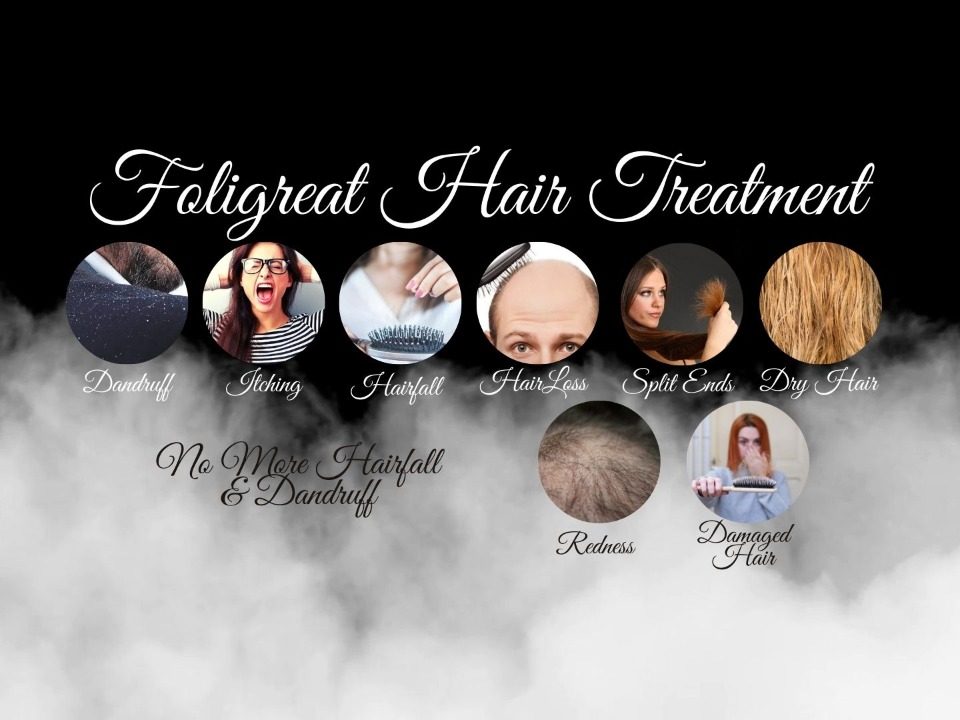 Foligreat Hair Treatment
Dandruff
Itching
Hairfall
HairLoss
Split Ends
Dry Hair
No More Hairfall
& Dandruff
Redness
Damaged
Hair